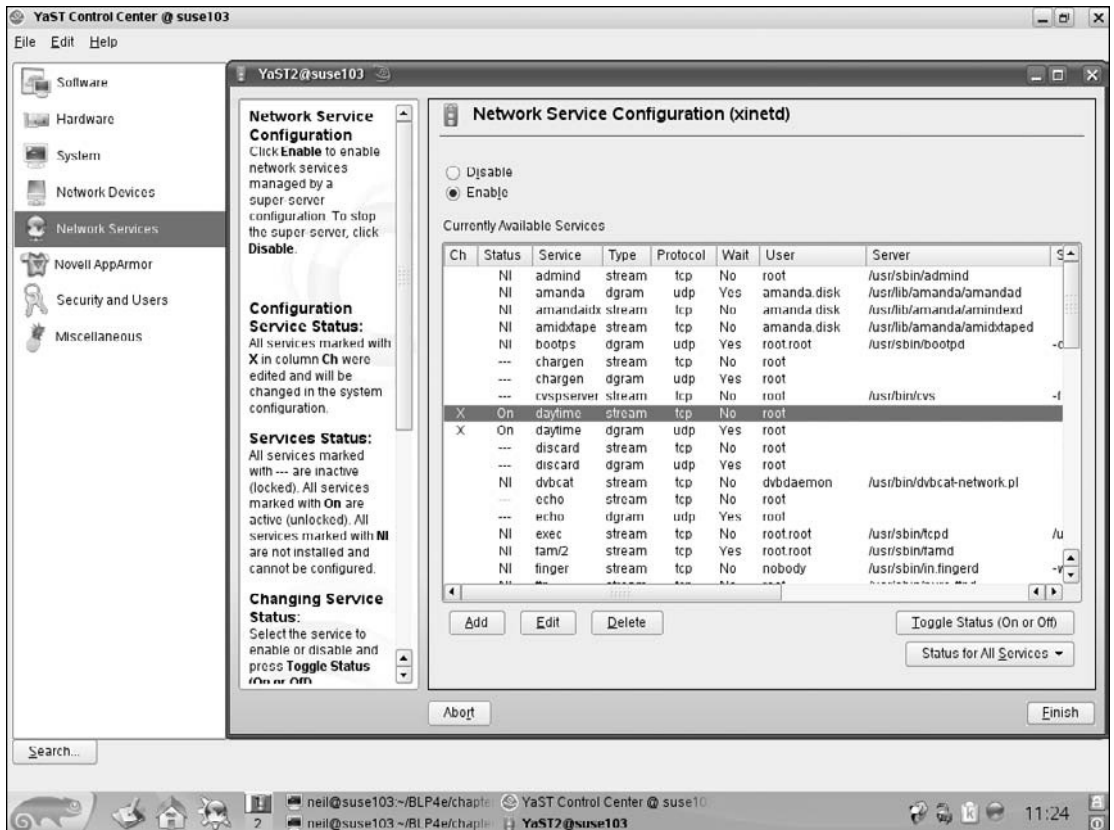 YaST Control Center @ suse103
File Edit Help
Software
Hardware
System
Network Devices
Network Services
Novell AppArmor
Security and Users
Miscellaneous
Search...
YaST2@suse103
Network Service
Configuration
Click Enable to enable
network services
managed by a
super-server
configuration. To stop
the super-server, click
Disable.
Configuration
Service Status:
All services marked with
X in column Ch were
edited and will be
changed in the system
configuration.
Services Status:
All services marked
with --- are inactive
(locked). All services
marked with On are
active (unlocked). All
services marked with NI
are not installed and
cannot be configured.
Changing Service
Status:
Select the service to
enable or disable and
press Toggle Status
(On or Off)
Network Service Configuration (xinetd)
Disable
Enable
Currently Available Services
Ch Status Service Type Protocol Wait User Server S
NI admind stream tcp No root /usr/sbin/admind
NI amanda dgram udp Yes amanda.disk /usr/lib/amanda/amandad
NI amandaidx stream tcp No amanda.disk /usr/lib/amanda/amindexd
NI amidxtape stream tcp No amanda.disk /usr/lib/amanda/amidxtaped
NI bootps dgram udp Yes root.root /usr/sbin/bootpd
--- chargen stream tcp No root
--- chargen dgram udp Yes root
--- cvspserver stream tcp No root /usr/bin/cvs -f
X On daytime stream tcp No root
X On daytime dgram udp Yes root
--- discard stream tcp No root
--- discard dgram udp Yes root
NI dvbcat stream tcp No dvbdaemon /usr/bin/dvbcat-network.pl
--- echo stream tcp No root
--- echo dgram udp Yes root
NI exec stream tcp No root.root /usr/sbin/tcpd /u
NI fam/2 stream tcp Yes root.root /usr/sbin/famd
NI finger stream tcp No nobody /usr/sbin/in.fingerd
Add Edit Delete
Toggle Status (On or Off)
Status for All Services
Abort Finish
2
neil@suse103:~/BLP4e/chapte
neil@suse103:~/BLP4e/chapte
YaST Control Center @ suse10
YaST2@suse103
11:24